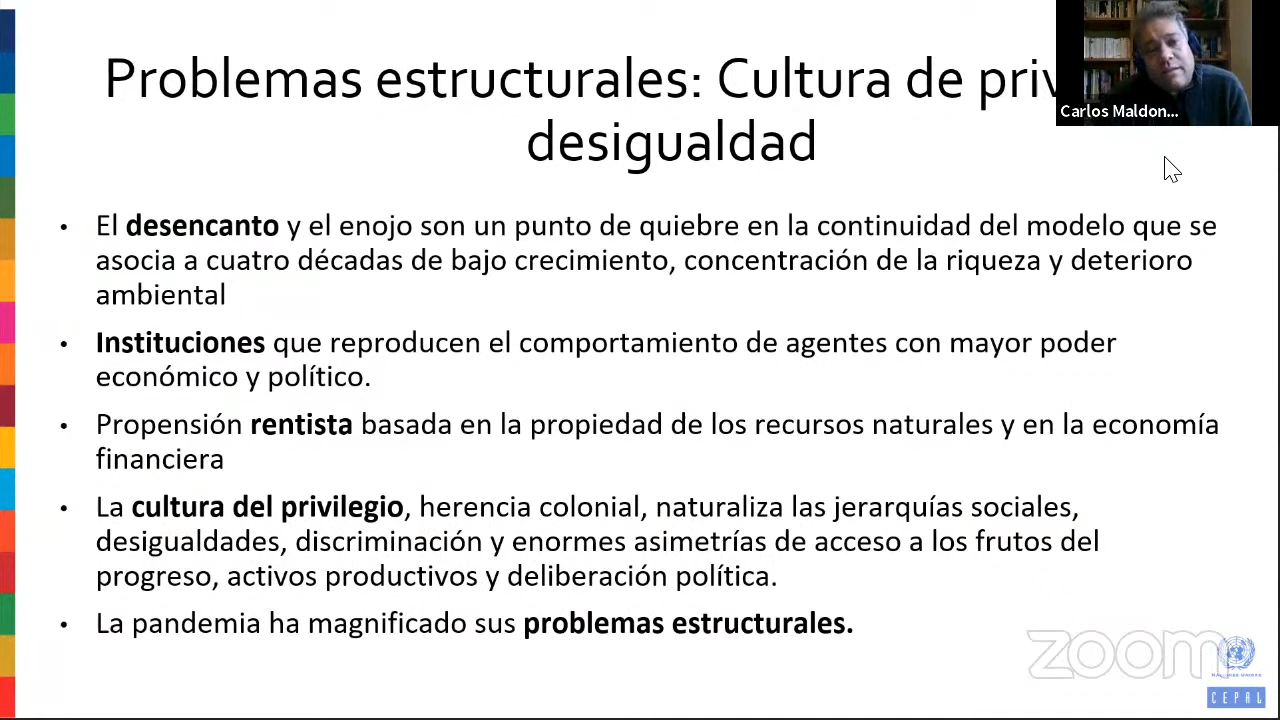 Problemas estructurales: Cultura de priv
desigualdad
Carlos Maldon...
• El desencanto y el enojo son un punto de quiebre en la continuidad del modelo que se
asocia a cuatro décadas de bajo crecimiento, concentración de la riqueza y deterioro
ambiental
• Instituciones que reproducen el comportamiento de agentes con mayor poder
económico y político.
• Propensión rentista basada en la propiedad de los recursos naturales y en la economía
financiera
• La cultura del privilegio, herencia colonial, naturaliza las jerarquías sociales,
desigualdades, discriminación y enormes asimetrías de acceso a los frutos del
progreso, activos productivos y deliberación política.
• La pandemia ha magnificado sus problemas estructurales.
zoom
NACIONES UNIDAS
CEPAL